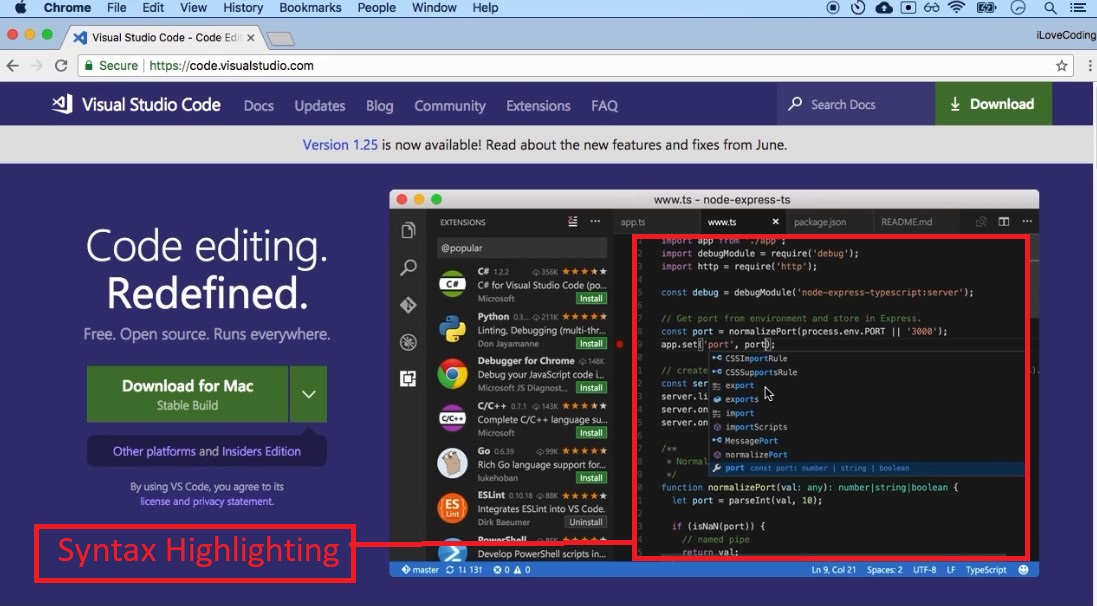 Chrome File Edit View History Bookmarks People Window Help
Visual Studio Code - Code Edit
iLoveCoding
Secure | https://code.visualstudio.com
Visual Studio Code Docs Updates Blog Community Extensions FAQ Search Docs Download
Version 1.25 is now available! Read about the new features and fixes from June.
Code editing.
Redefined.
Free. Open source. Runs everywhere.
Download for Mac
Stable Build
Other platforms and Insiders Edition
By using VS Code, you agree to its
license and privacy statement.
Syntax Highlighting
www.ts - node-express-ts
EXTENSIONS
@popular
C# 1.2.2 356K
C# for Visual Studio Code (po...
Microsoft Install
Python 0.3... 211K
Linting, Debugging (multi-thr...
Don Jayamanne Install
Debugger for Chrome 148K
Debug your JavaScript code i...
Microsoft JS Diagnost... Install
C/C++ 0.7.1 143K
Complete C/C++ language su...
Microsoft Install
Go 0.6.39 99K
Rich Go language support for...
lukehoban Install
ESLint 0.10.18 88K
Integrates ESLint into VS Code.
Dirk Baeumer Uninstall
PowerShell
Develop PowerShell scripts in...
app.ts www.ts package.json README.md
import app from './app';
import debugModule = require('debug');
import http = require('http');
const debug = debugModule('node-express-typescript:server');
// Get port from environment and store in Express.
const port = normalizePort(process.env.PORT || '3000');
app.set('port', port);
CSSImportRule
// create
CSSSupportsRule
const ser
export
server.li
exports
server.on
import
server.on
importScripts
MessagePort
/**
normalizePort
* Normal
port const port: number | string | boolean
*/
function normalizePort(val: any): number|string|boolean {
let port = parseInt(val, 10);
if (isNaN(port)) {
// named pipe
return val;
master 1↓ 13↑ 0 0 Ln 9, Col 21 Spaces: 2 UTF-8 LF TypeScript